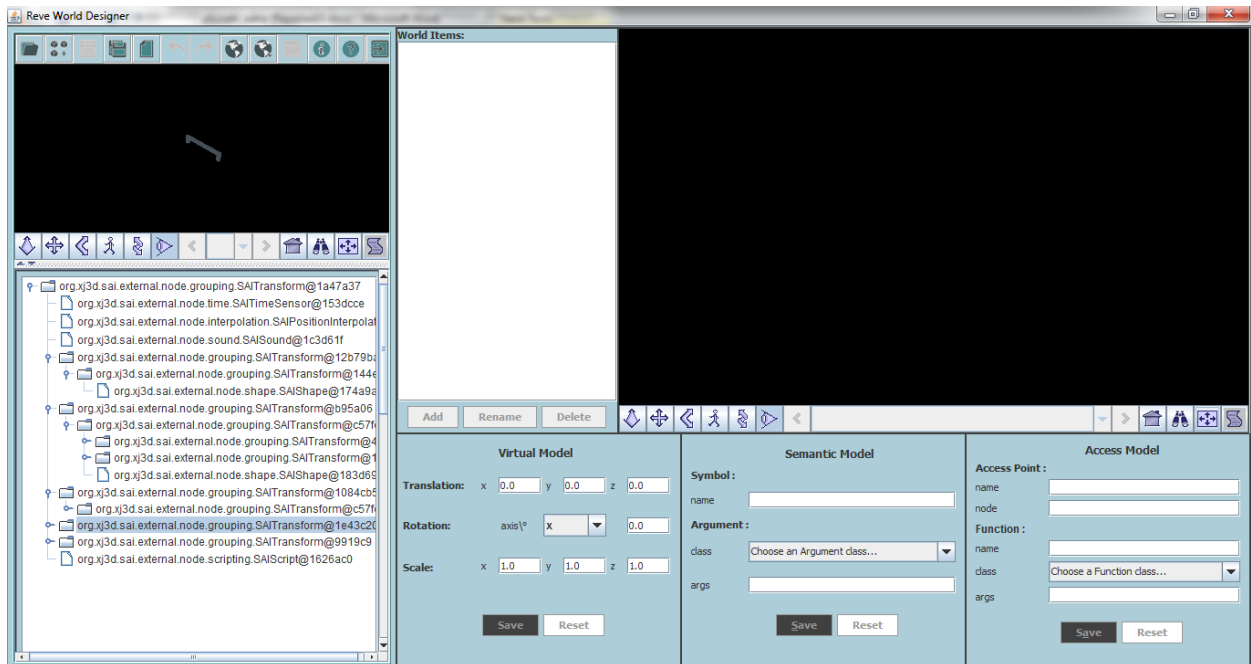 Reve World Designer
World Items:
org.xj3d.sai.external.node.grouping.SAITransform@1a47a37
org.xj3d.sai.external.node.time.SAITimeSensor@153dcce
org.xj3d.sai.external.node.interpolation.SAIPositionInterpolat
org.xj3d.sai.external.node.sound.SAISound@1c3d61f
org.xj3d.sai.external.node.grouping.SAITransform@12b79ba
org.xj3d.sai.external.node.grouping.SAITransform@144e
org.xj3d.sai.external.node.shape.SAIShape@174a9a
org.xj3d.sai.external.node.grouping.SAITransform@b95a06
org.xj3d.sai.external.node.grouping.SAITransform@c57f
org.xj3d.sai.external.node.grouping.SAITransform@4
org.xj3d.sai.external.node.grouping.SAITransform@1
org.xj3d.sai.external.node.shape.SAIShape@183d69
org.xj3d.sai.external.node.grouping.SAITransform@1084cb5
org.xj3d.sai.external.node.grouping.SAITransform@c57f
org.xj3d.sai.external.node.grouping.SAITransform@1e43c20
org.xj3d.sai.external.node.grouping.SAITransform@9919c9
org.xj3d.sai.external.node.scripting.SAIScript@1626ac0
Add Rename Delete
Virtual Model
Translation: x 0.0 y 0.0 z 0.0
Rotation: axis\° x 0.0
Scale: x 1.0 y 1.0 z 1.0
Save Reset
Semantic Model
Symbol :
name
Argument :
class Choose an Argument class...
args
Save Reset
Access Model
Access Point :
name
node
Function :
name
class Choose a Function class...
args
Save Reset